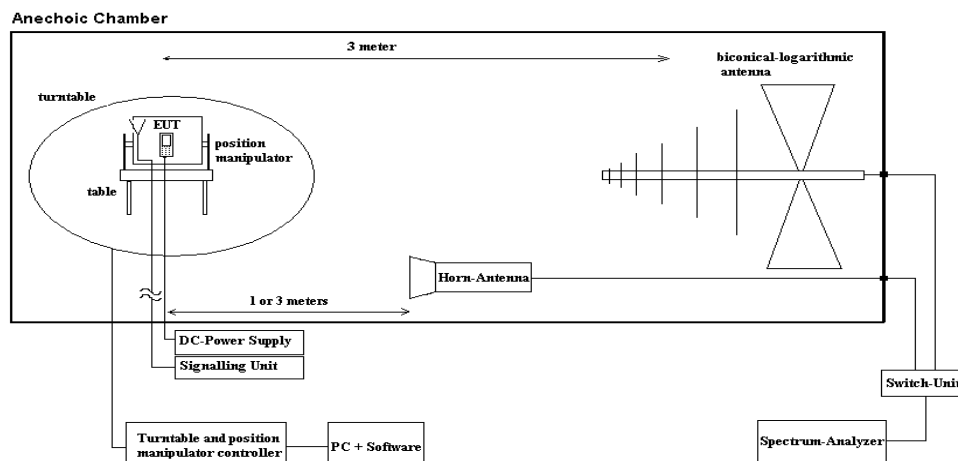 Anechoic Chamber
3 meter
biconical-logarithmic
antenna
turntable
EUT
position
manipulator
table
Horn-Antenna
1 or 3 meters
DC-Power Supply
Signalling Unit
Switch-Unit
Turntable and position
manipulator controller
PC + Software
Spectrum-Analyzer